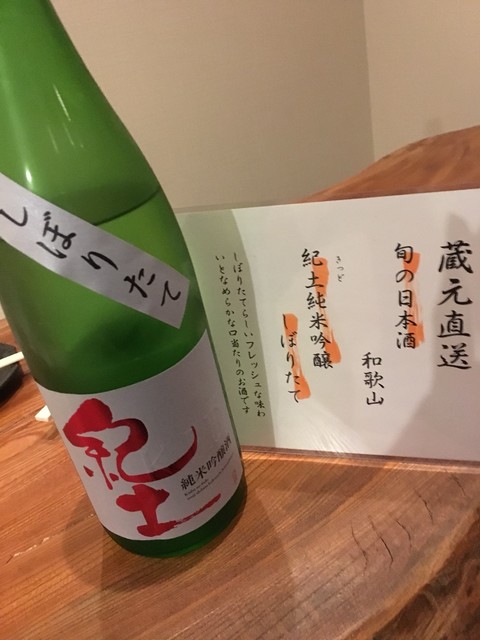 しぼりたて
紀土
純米吟醸酒
蔵元直送
旬の日本酒
和歌山
きっど
紀土純米吟醸
しぼりたて
しぼりたてらしいフレッシュな味わ
いとなめらかな口当たりのお酒です